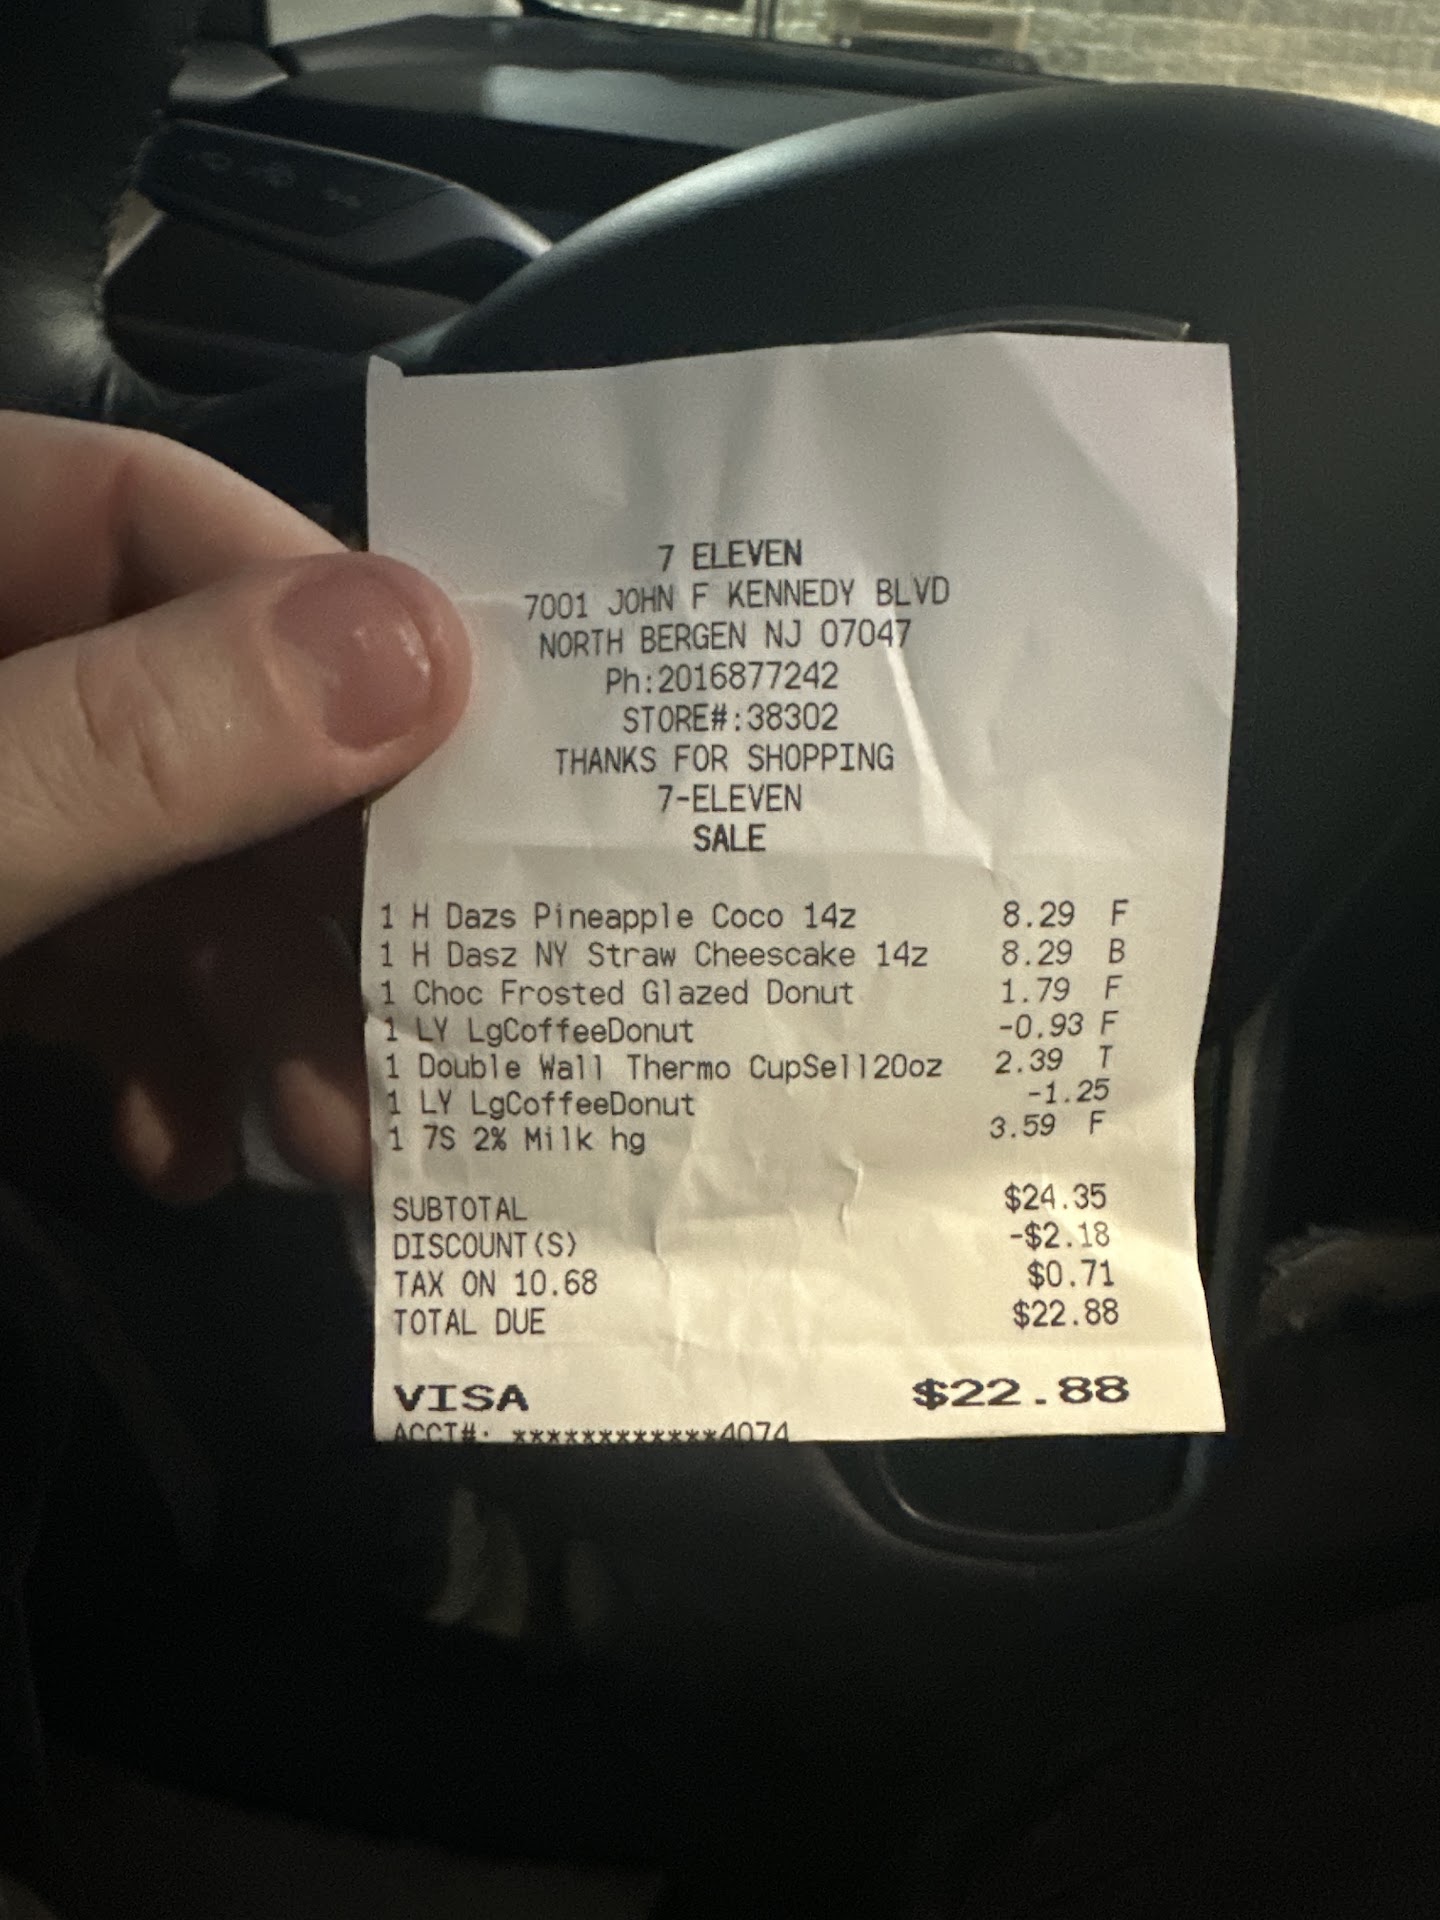 7 ELEVEN
7001 JOHN F KENNEDY BLVD
NORTH BERGEN NJ 07047
Ph:2016877242
STORE#:38302
THANKS FOR SHOPPING
7-ELEVEN
SALE
1 H Dazs Pineapple Coco 14z 8.29 F
1 H Dasz NY Straw Cheescake 14z 8.29 B
1 Choc Frosted Glazed Donut 1.79 F
1 LY LgCoffeeDonut -0.93 F
1 Double Wall Thermo CupSell20oz 2.39 T
1 LY LgCoffeeDonut -1.25
1 7S 2% Milk hg 3.59 F
SUBTOTAL $24.35
DISCOUNT(S) -$2.18
TAX ON 10.68 $0.71
TOTAL DUE $22.88
VISA $22.88
ACCT#: ************4074